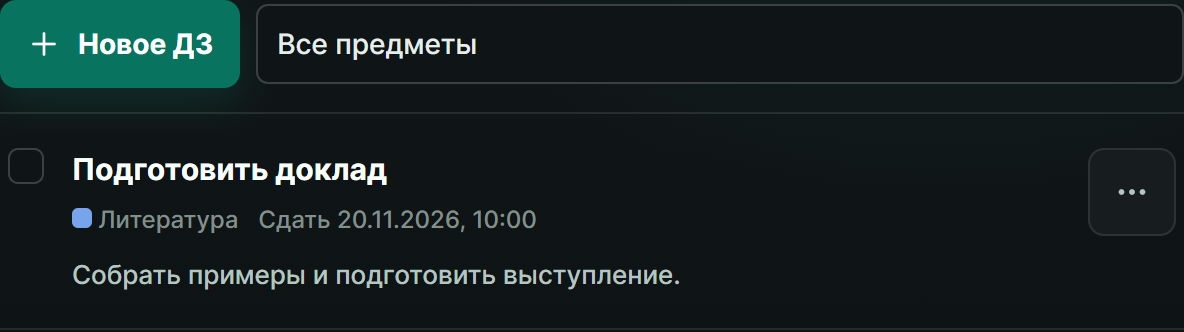 Новое ДЗ
Все предметы
Подготовить доклад
Литература Сдать 20.11.2026, 10:00
Собрать примеры и подготовить выступление.